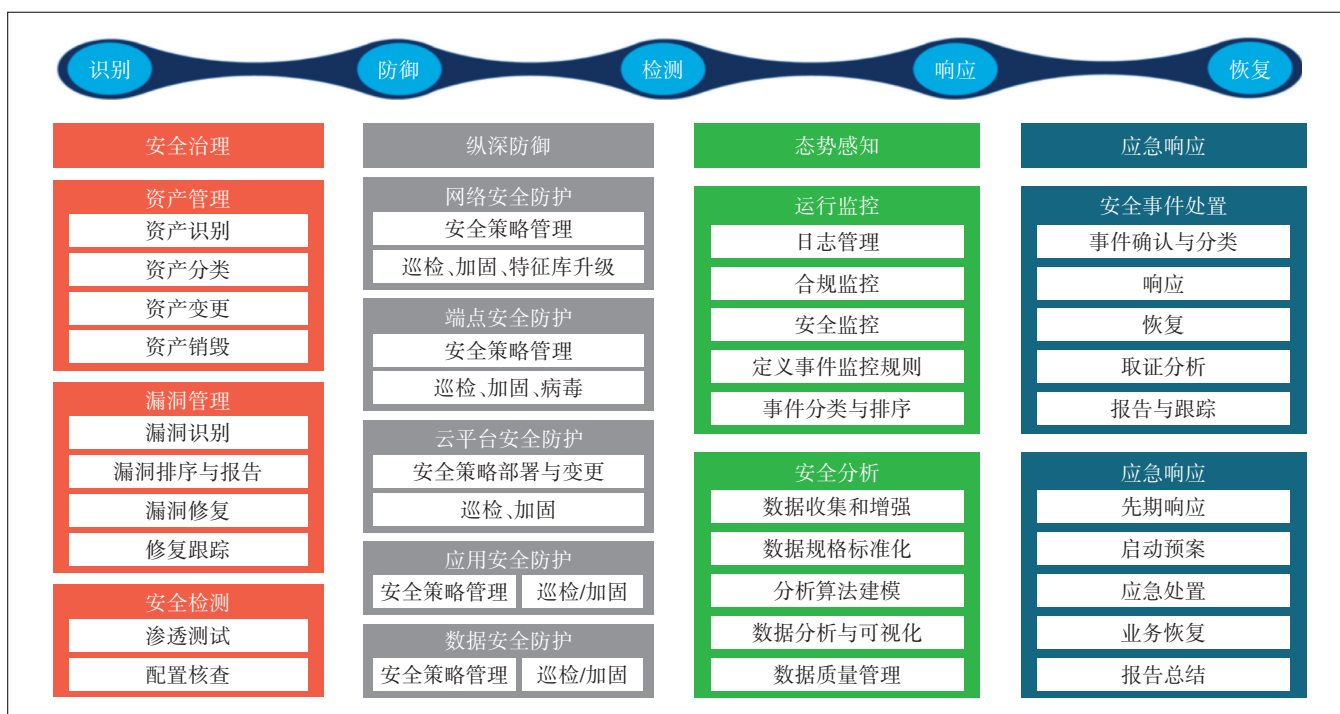 识别
防御
检测
响应
恢复
安全治理
资产管理
资产识别
资产分类
资产变更
资产销毁
漏洞管理
漏洞识别
漏洞排序与报告
漏洞修复
修复跟踪
安全检测
渗透测试
配置核查
纵深防御
网络安全防护
安全策略管理
巡检、加固、特征库升级
端点安全防护
安全策略管理
巡检、加固、病毒
云平台安全防护
安全策略部署与变更
巡检、加固
应用安全防护
安全策略管理 巡检/加固
数据安全防护
安全策略管理 巡检/加固
态势感知
运行监控
日志管理
合规监控
安全监控
定义事件监控规则
事件分类与排序
安全分析
数据收集和增强
数据规格标准化
分析算法建模
数据分析与可视化
数据质量管理
应急响应
安全事件处置
事件确认与分类
响应
恢复
取证分析
报告与跟踪
应急响应
先期响应
启动预案
应急处置
业务恢复
报告总结